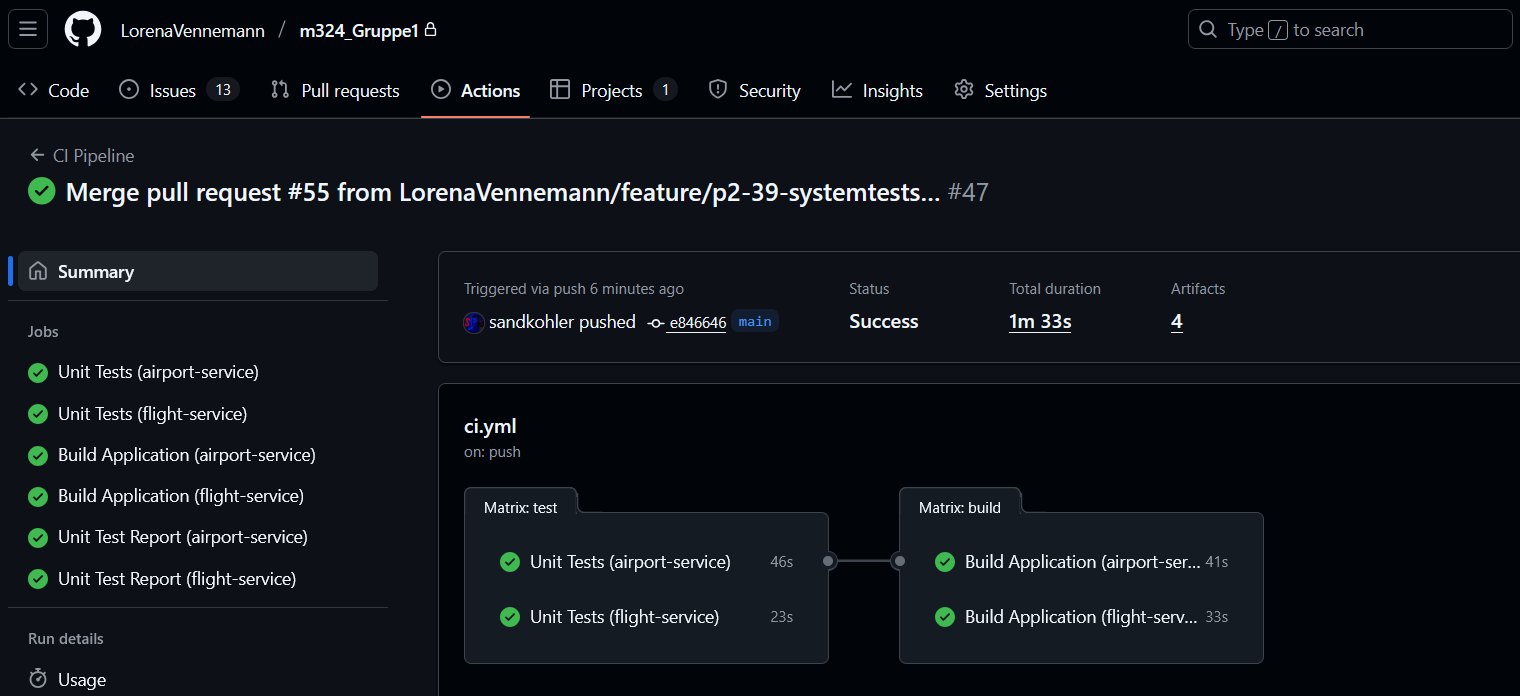 LorenaVennemann / m324_Gruppe1
Type / to search
Code Issues 13 Pull requests Actions Projects 1 Security Insights Settings
CI Pipeline
Merge pull request #55 from LorenaVennemann/feature/p2-39-systemtests... #47
Summary
Jobs
Unit Tests (airport-service)
Unit Tests (flight-service)
Build Application (airport-service)
Build Application (flight-service)
Unit Test Report (airport-service)
Unit Test Report (flight-service)
Run details
Usage
Triggered via push 6 minutes ago
sandkohler pushed e846646 main
Status
Success
Total duration
1m 33s
Artifacts
4
ci.yml
on: push
Matrix: test
Unit Tests (airport-service) 46s
Unit Tests (flight-service) 23s
Matrix: build
Build Application (airport-ser... 41s
Build Application (flight-serv... 33s